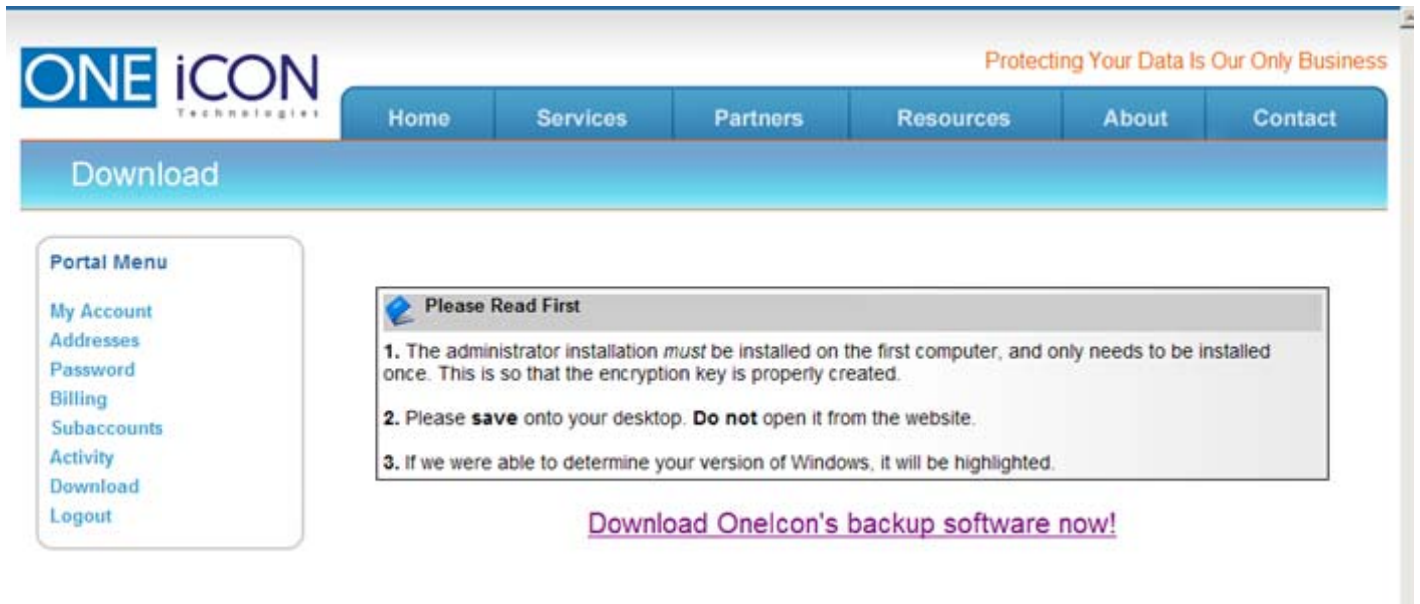 ONE iCON
Technologies
Protecting Your Data Is Our Only Business
Home Services Partners Resources About Contact
Download
Portal Menu
My Account
Addresses
Password
Billing
Subaccounts
Activity
Download
Logout
Please Read First
1. The administrator installation must be installed on the first computer, and only needs to be installed
once. This is so that the encryption key is properly created.
2. Please save onto your desktop. Do not open it from the website.
3. If we were able to determine your version of Windows, it will be highlighted.
Download OneIcon's backup software now!